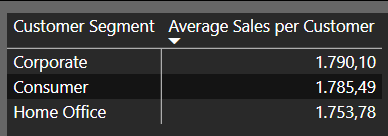 Customer Segment Average Sales per Customer
Corporate 1.790,10
Consumer 1.785,49
Home Office 1.753,78